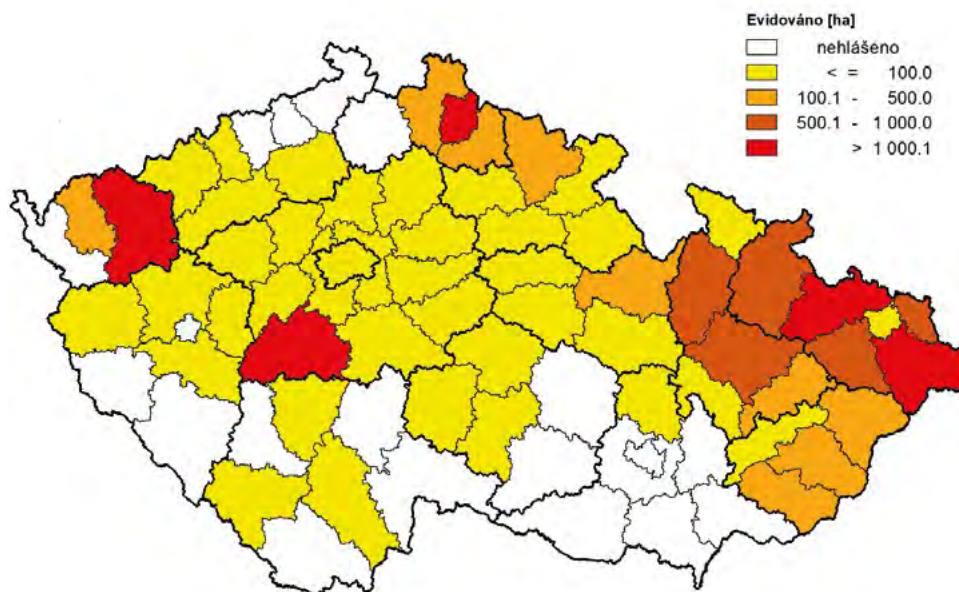 Evidováno [ha]
nehlášeno
< = 100.0
100.1 - 500.0
500.1 - 1 000.0
> 1 000.1